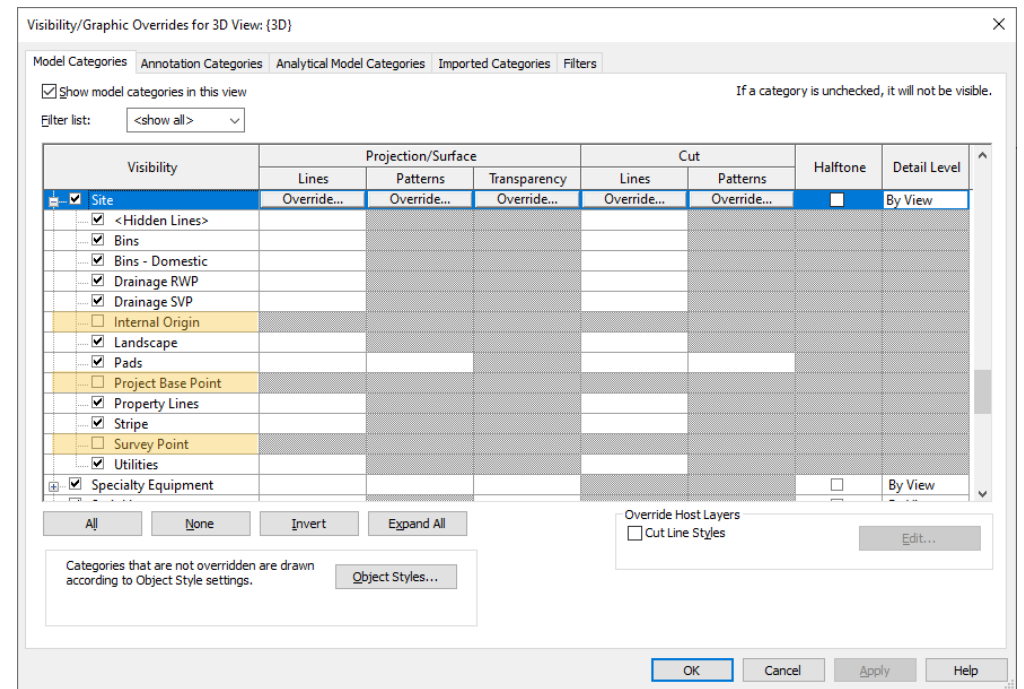 Visibility/Graphic Overrides for 3D View: {3D}
Model Categories Annotation Categories Analytical Model Categories Imported Categories Filters
Show model categories in this view
If a category is unchecked, it will not be visible.
Filter list: <show all>
Visibility Projection/Surface Cut Halftone Detail Level
Lines Patterns Transparency Lines Patterns
Site Override... Override... Override... Override... Override... By View
<Hidden Lines>
Bins
Bins - Domestic
Drainage RWP
Drainage SVP
Internal Origin
Landscape
Pads
Project Base Point
Property Lines
Stripe
Survey Point
Utilities
Specialty Equipment By View
All None Invert Expand All
Override Host Layers
Cut Line Styles Edit...
Categories that are not overridden are drawn
according to Object Style settings.
Object Styles...
OK Cancel Apply Help